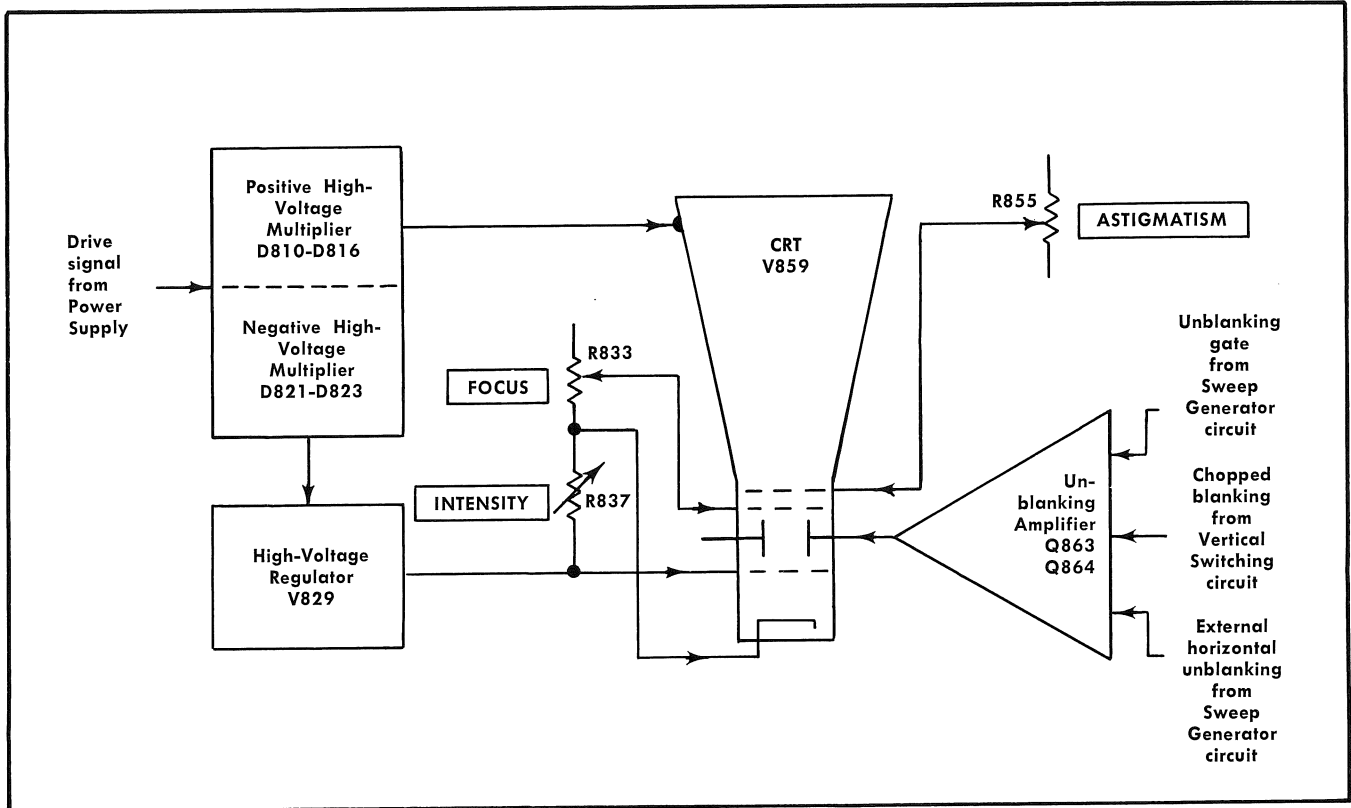 Drive
signal
from
Power
Supply
Positive High-
Voltage
Multiplier
D810-D816
Negative High-
Voltage
Multiplier
D821-D823
High-Voltage
Regulator
V829
FOCUS
R833
INTENSITY
R837
CRT
V859
R855
ASTIGMATISM
Un-
blanking
Amplifier
Q863
Q864
Unblanking
gate
from
Sweep
Generator
circuit
Chopped
blanking
from
Vertical
Switching
circuit
External
horizontal
unblanking
from
Sweep
Generator
circuit